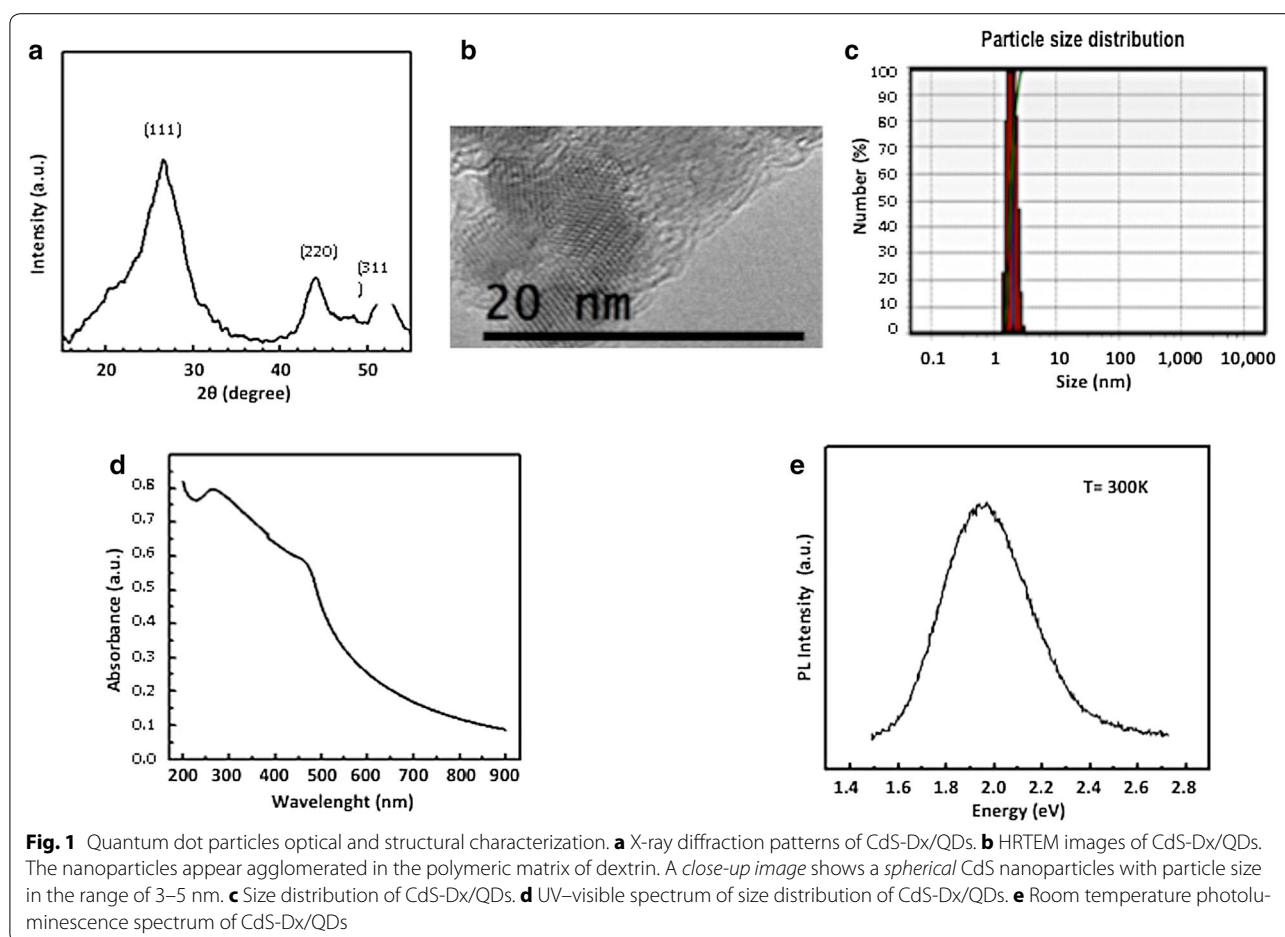 a
(111)
(220)
(311
)
Intensity (a.u.)
20 30 40 50
2θ (degree)
b
20 nm
c
Particle size distribution
100
90
80
70
60
50
40
30
20
10
0
Number (%)
0.1 1 10 100 1,000 10,000
Size (nm)
d
0.8
0.7
0.6
0.5
0.4
0.3
0.2
0.1
0.0
Absorbance (a.u.)
200 300 400 500 600 700 800 900
Wavelenght (nm)
e
T= 300K
PL Intensity (a.u.)
1.4 1.6 1.8 2.0 2.2 2.4 2.6 2.8
Energy (eV)
Fig. 1 Quantum dot particles optical and structural characterization. a X-ray diffraction patterns of CdS-Dx/QDs. b HRTEM images of CdS-Dx/QDs.
The nanoparticles appear agglomerated in the polymeric matrix of dextrin. A close-up image shows a spherical CdS nanoparticles with particle size
in the range of 3–5 nm. c Size distribution of CdS-Dx/QDs. d UV–visible spectrum of size distribution of CdS-Dx/QDs. e Room temperature photolu-
minescence spectrum of CdS-Dx/QDs